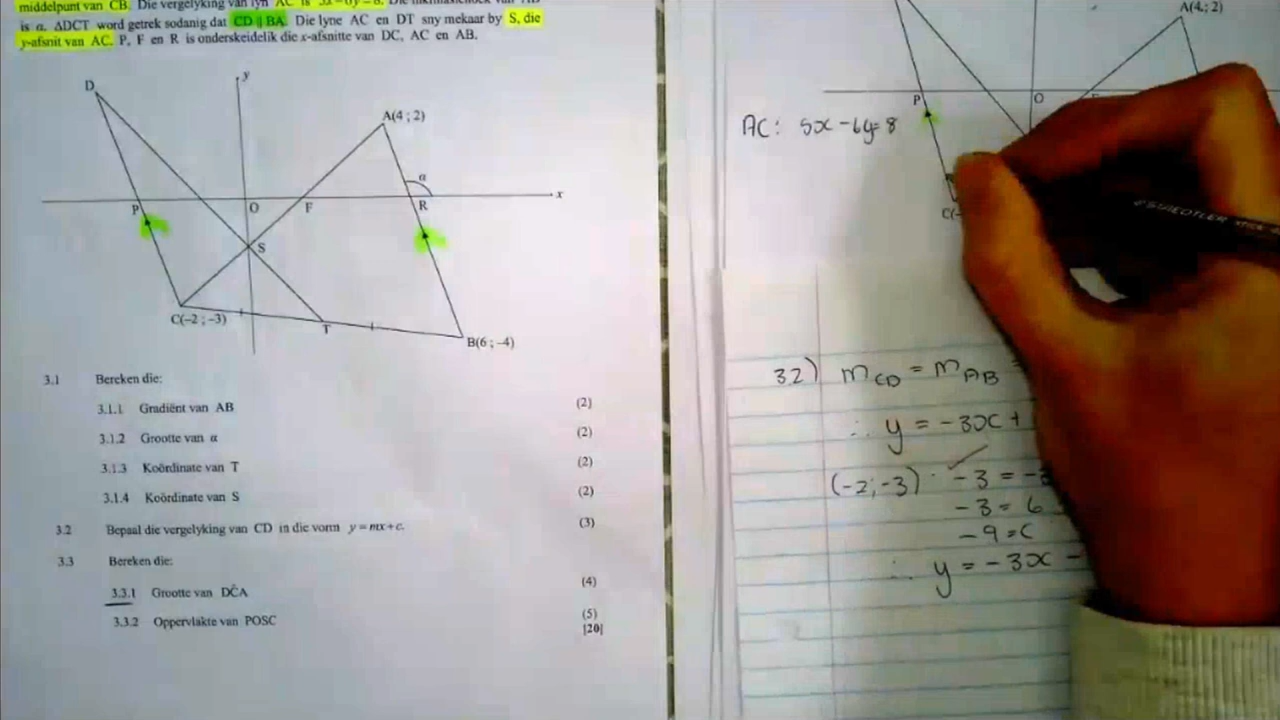 middelpunt van CB. Die vergelyking van lyn AC is 5x−6y=8.
is α. ΔDCT word getrek sodanig dat CD ∥ BA. Die lyne AC en DT sny mekaar by S, die
y-afsnit van AC. P, F en R is onderskeidelik die x-afsnitte van DC, AC en AB.
D
y
A(4 ; 2)
α
x
P
O
F
R
S
C(−2 ; −3)
T
B(6 ; −4)
3.1 Bereken die:
3.1.1 Gradiënt van AB (2)
3.1.2 Grootte van α (2)
3.1.3 Koördinate van T (2)
3.1.4 Koördinate van S (2)
3.2 Bepaal die vergelyking van CD in die vorm y = mx + c. (3)
3.3 Bereken die:
3.3.1 Grootte van DĈA (4)
3.3.2 Oppervlakte van POSC (5)
[20]
A(4 ; 2)
P
O
AC: 5x −6y= 8
C(−
STAEDTLER
3.2) m CD = m AB =
∴ y = −3x +
(−2;−3) · −3 = −3
−3 = 6
−9 = c
∴ y = −3x −